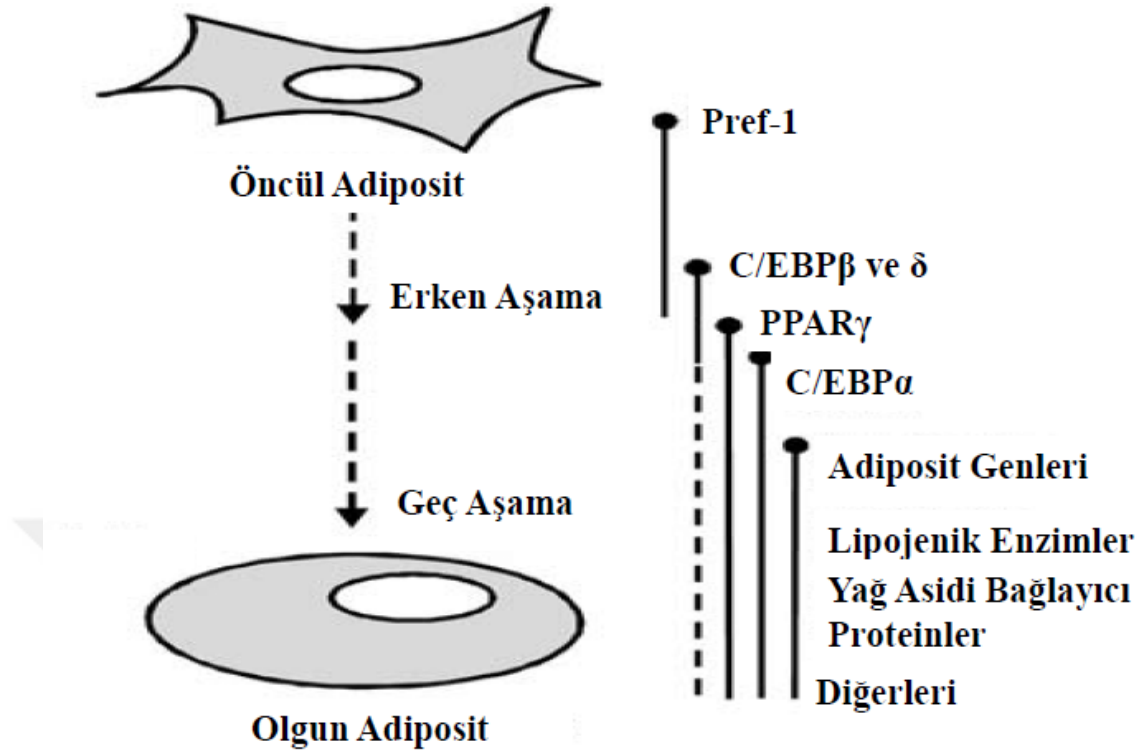 Pref-1
Öncül Adiposit
C/EBPβ ve δ
Erken Aşama
PPARγ
C/EBPα
Adiposit Genleri
Geç Aşama
Lipojenik Enzimler
Yağ Asidi Bağlayıcı
Proteinler
Diğerleri
Olgun Adiposit